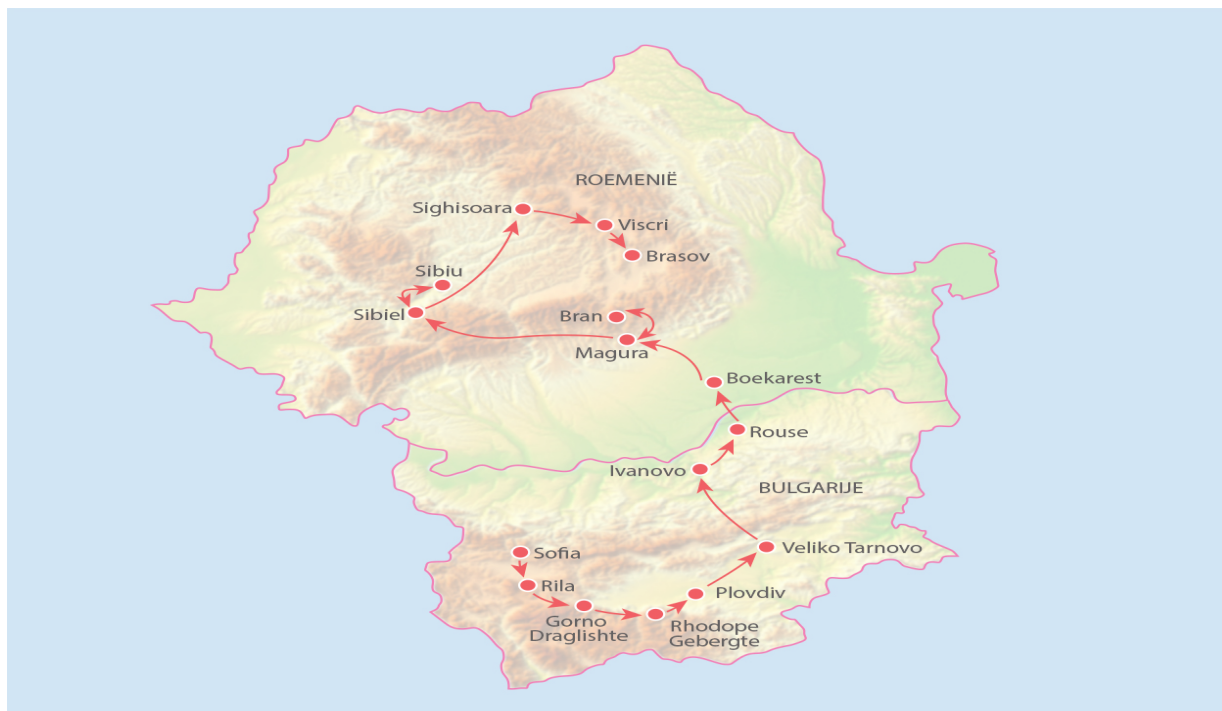 ROEMENIË
Sighisoara
Viscri
Brasov
Sibiu
Sibiel
Bran
Magura
Boekarest
Rouse
Ivanovo
BULGARIJE
Veliko Tarnovo
Sofia
Rila
Plovdiv
Gorno
Draglishte
Rhodope
Gebergte